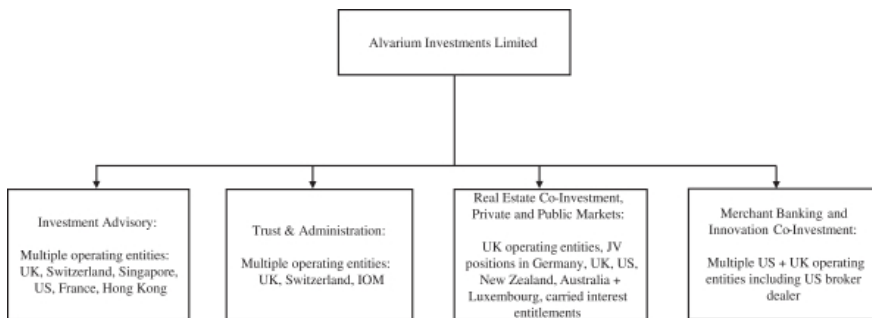 Alvarium Investments Limited
Investment Advisory:
Multiple operating entities:
UK, Switzerland, Singapore,
US, France, Hong Kong
Trust & Administration:
Multiple operating entities:
UK, Switzerland, IOM
Real Estate Co-Investment,
Private and Public Markets:
UK operating entities, JV
positions in Germany, UK, US,
New Zealand, Australia +
Luxembourg, carried interest
entitlements
Merchant Banking and
Innovation Co-Investment:
Multiple US + UK operating
entities including US broker
dealer